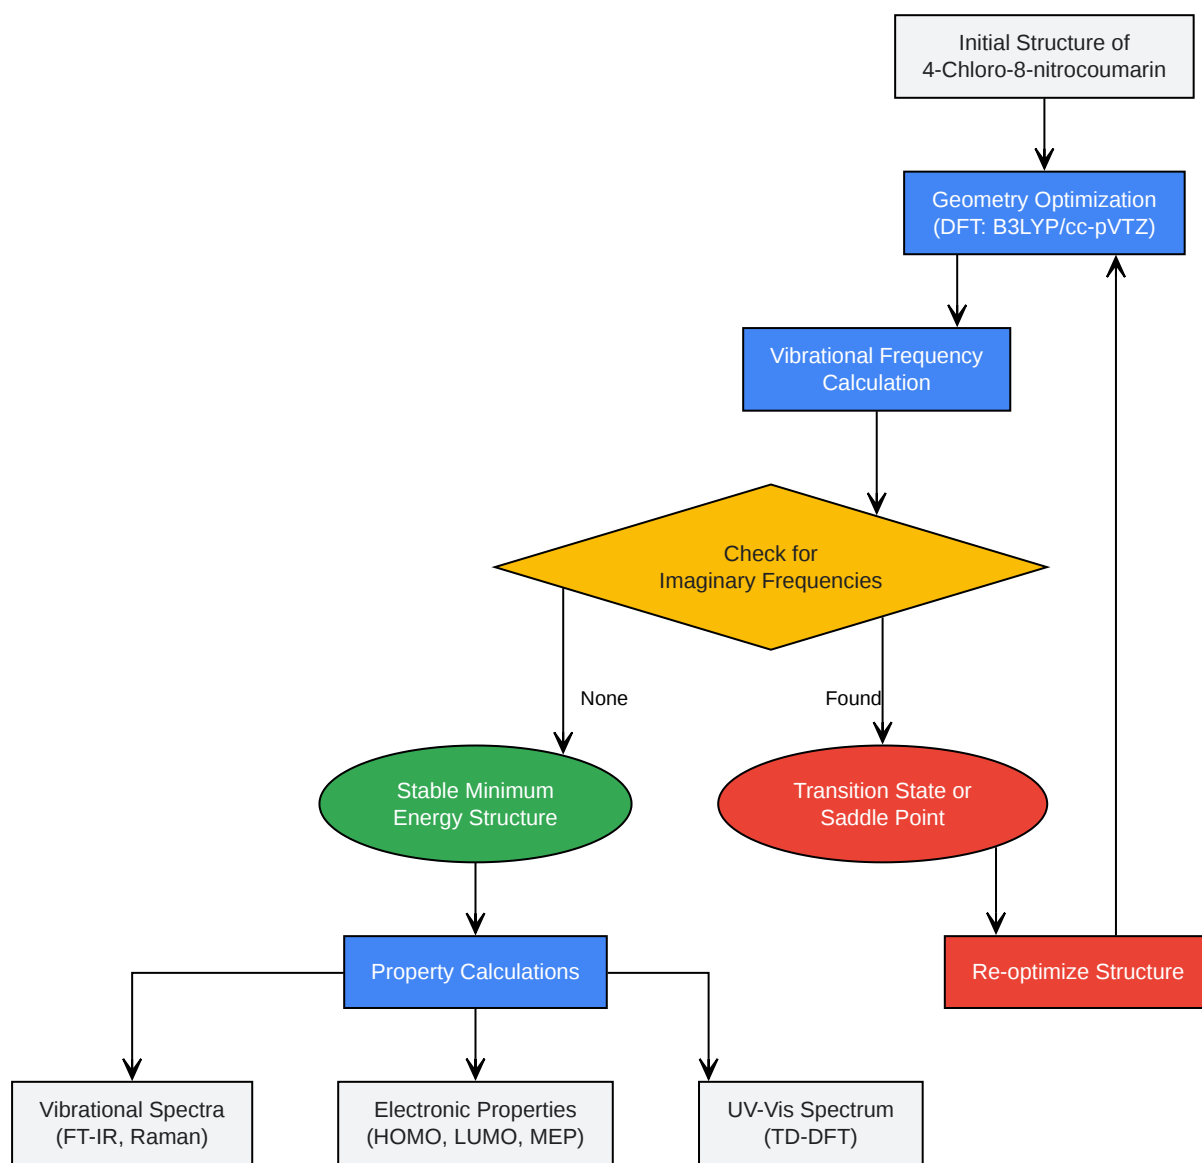 Initial Structure of
4-Chloro-8-nitrocoumarin
Geometry Optimization
(DFT: B3LYP/cc-pVTZ)
Vibrational Frequency
Calculation
Check for
Imaginary Frequencies
None
Found
Stable Minimum
Energy Structure
Transition State or
Saddle Point
Property Calculations
Re-optimize Structure
Vibrational Spectra
(FT-IR, Raman)
Electronic Properties
(HOMO, LUMO, MEP)
UV-Vis Spectrum
(TD-DFT)